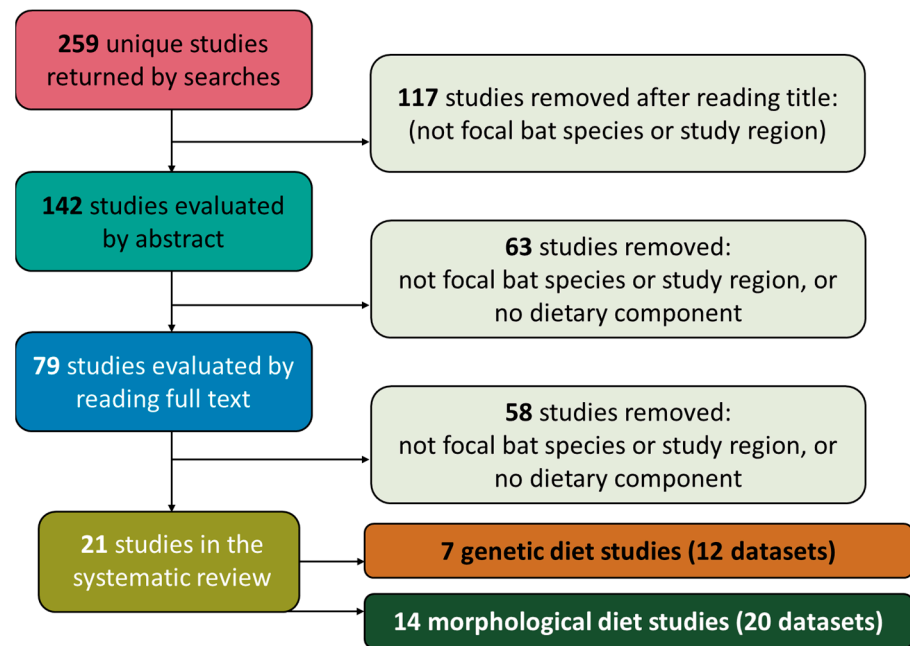 259 unique studies
returned by searches
117 studies removed after reading title:
(not focal bat species or study region)
142 studies evaluated
by abstract
63 studies removed:
not focal bat species or study region, or
no dietary component
79 studies evaluated by
reading full text
58 studies removed:
not focal bat species or study region, or
no dietary component
21 studies in the
systematic review
7 genetic diet studies (12 datasets)
14 morphological diet studies (20 datasets)